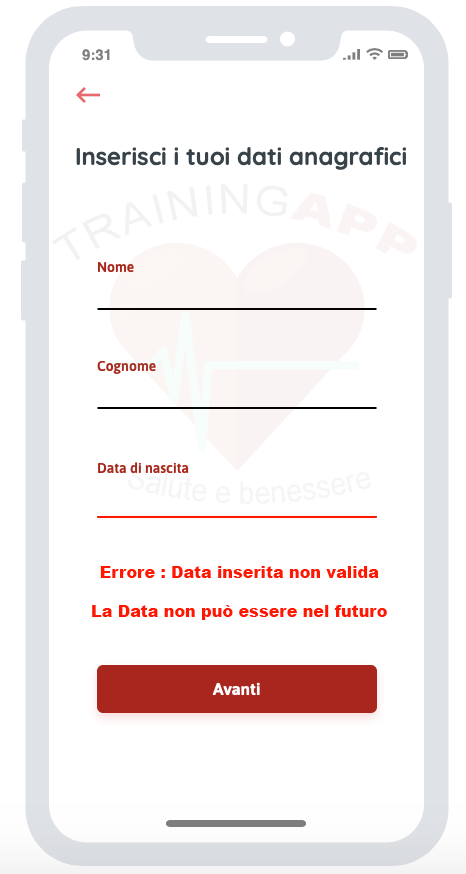 9:31
Inserisci i tuoi dati anagrafici
TRAININGAPP
Nome
Cognome
Data di nascita
Salute e benessere
Errore : Data inserita non valida
La Data non può essere nel futuro
Avanti